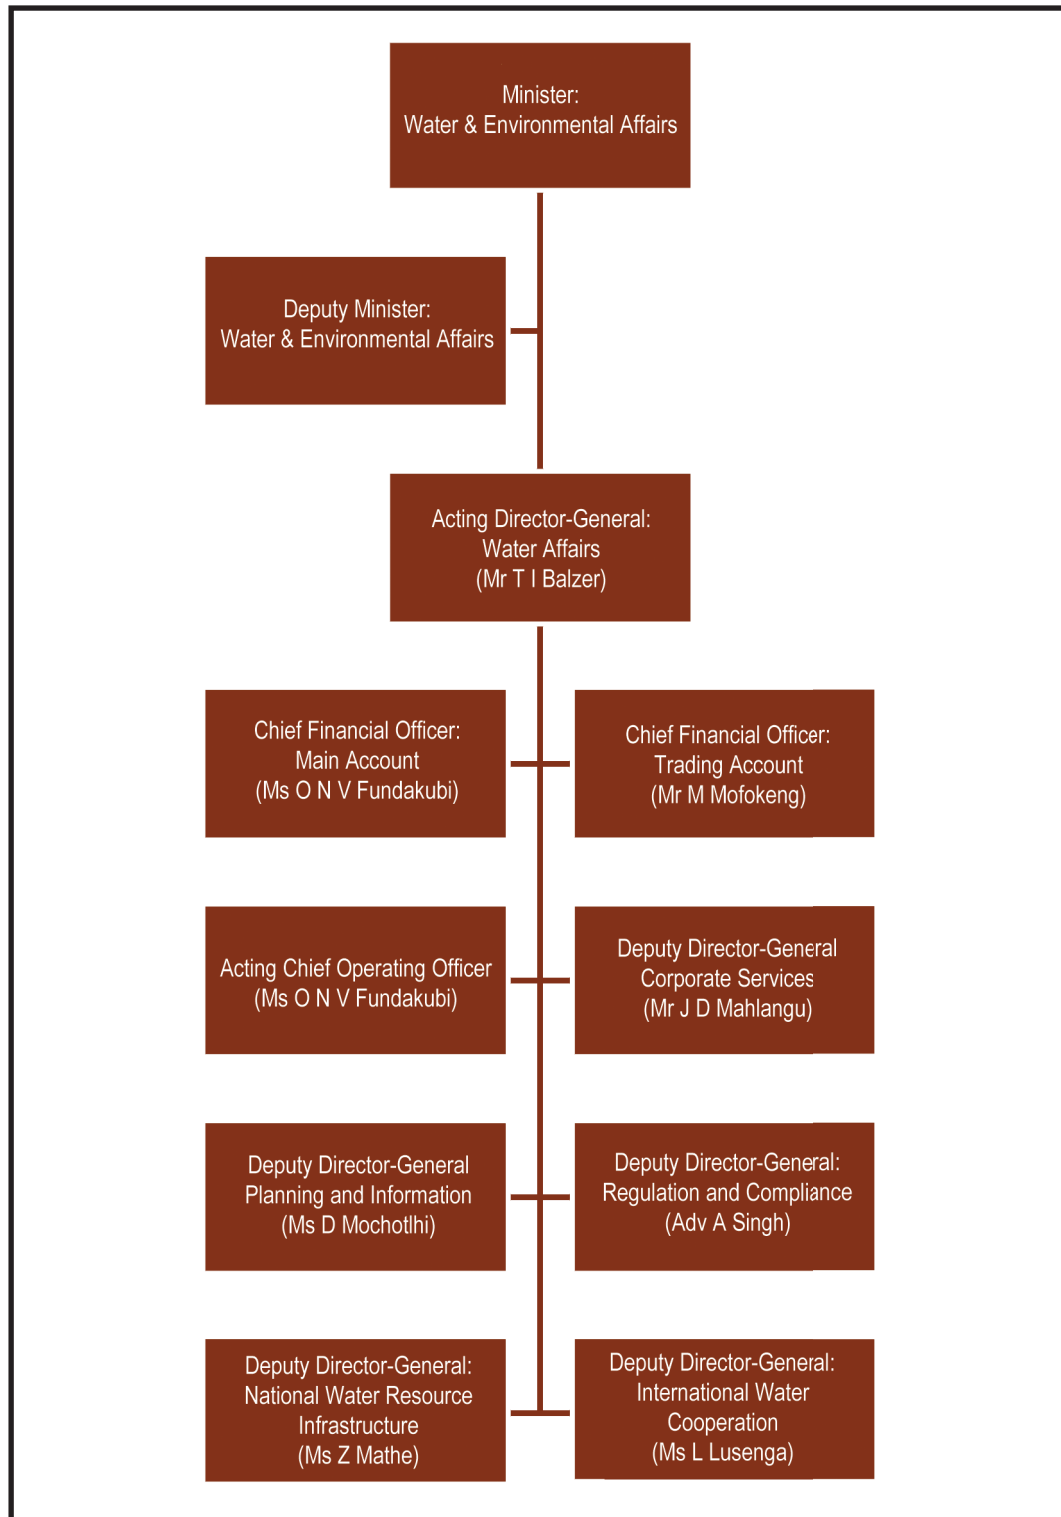 Minister:
Water & Environmental Affairs
Deputy Minister:
Water & Environmental Affairs
Acting Director-General:
Water Affairs
(Mr T I Balzer)
Chief Financial Officer:
Main Account
(Ms O N V Fundakubi)
Chief Financial Officer:
Trading Account
(Mr M Mofokeng)
Acting Chief Operating Officer
(Ms O N V Fundakubi)
Deputy Director-General
Corporate Services
(Mr J D Mahlangu)
Deputy Director-General
Planning and Information
(Ms D Mochotlhi)
Deputy Director-General:
Regulation and Compliance
(Adv A Singh)
Deputy Director-General:
National Water Resource
Infrastructure
(Ms Z Mathe)
Deputy Director-General:
International Water
Cooperation
(Ms L Lusenga)